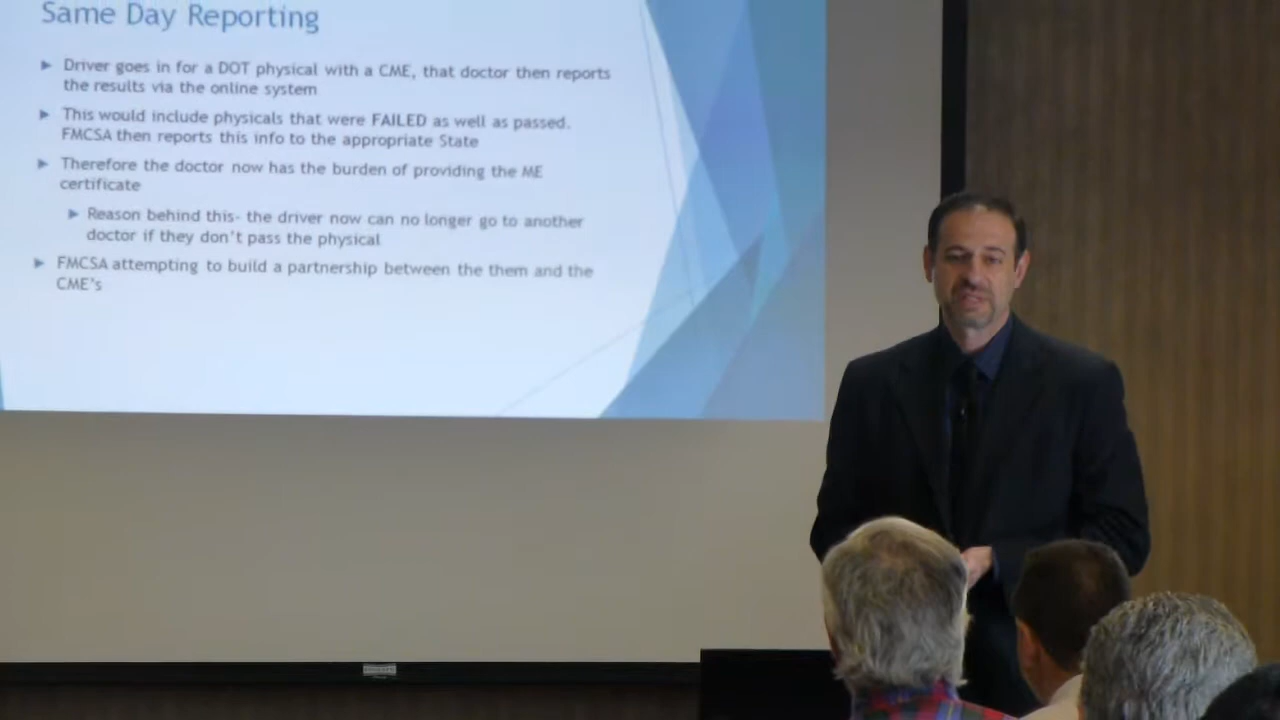 Same Day Reporting
Driver goes in for a DOT physical with a CME, that doctor then reports
the results via the online system
This would include physicals that were FAILED as well as passed.
FMCSA then reports this info to the appropriate State
Therefore the doctor now has the burden of providing the ME
certificate
Reason behind this- the driver now can no longer go to another
doctor if they don't pass the physical
FMCSA attempting to build a partnership between the them and the
CME's